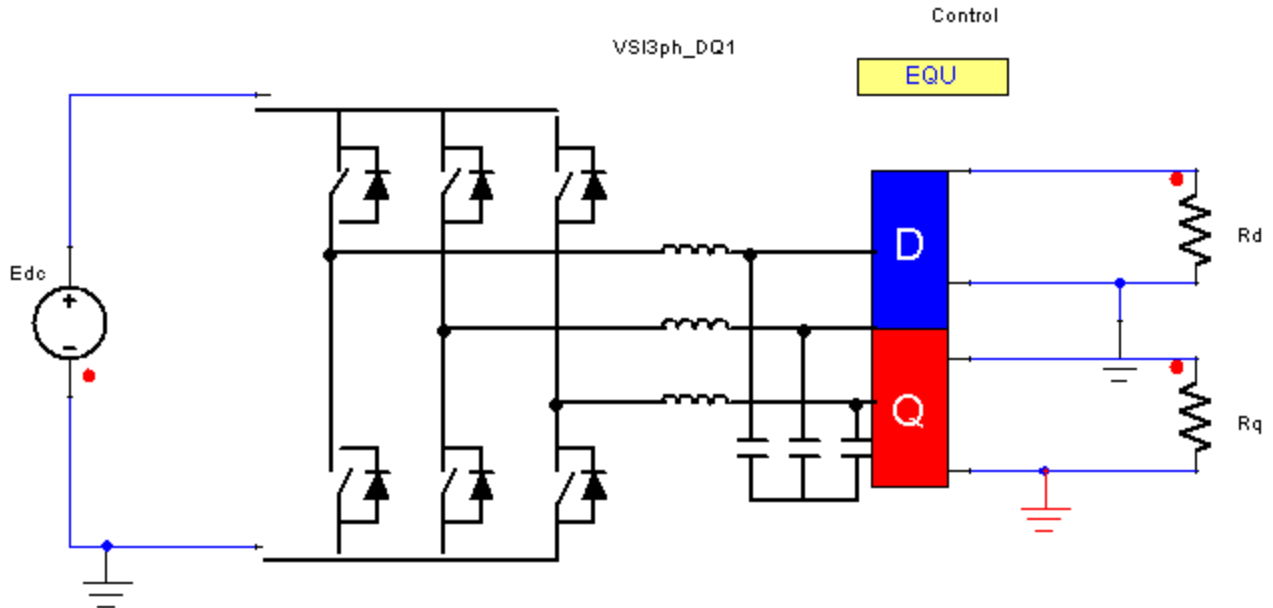 Control
VSI3ph_DQ1
EQU
D
Rd
Edc
+
-
Q
Rq